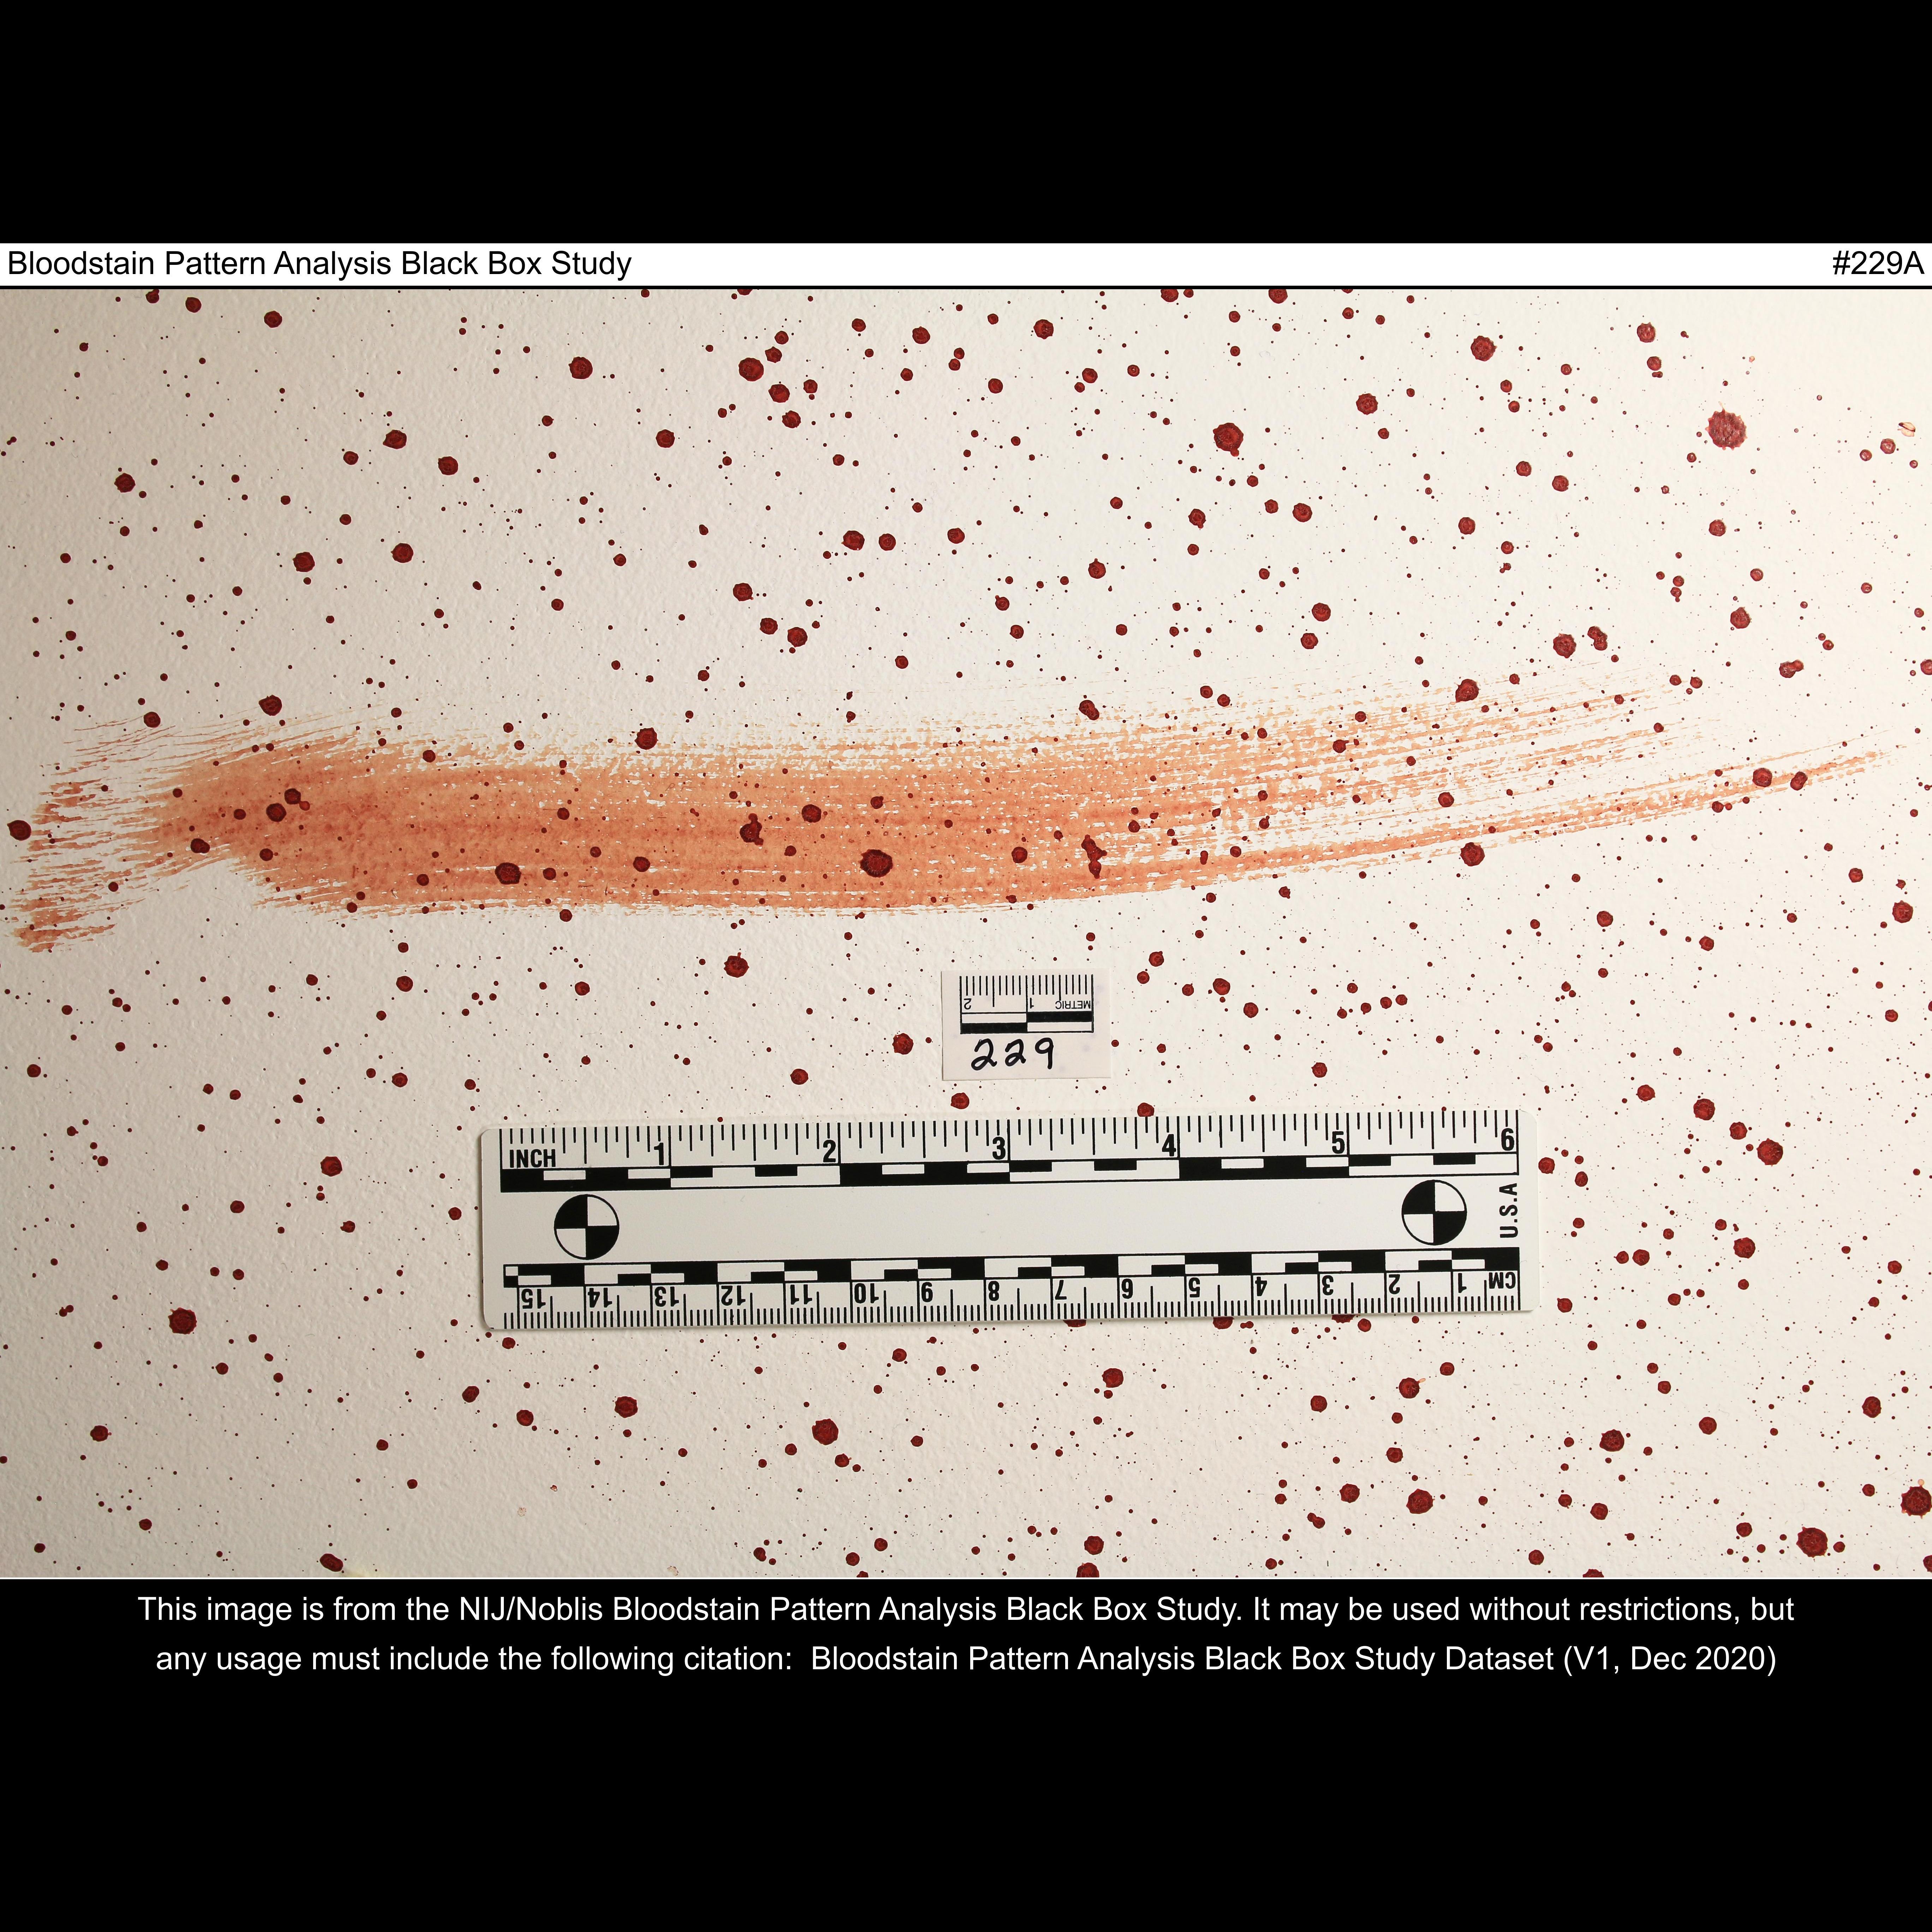 Bloodstain Pattern Analysis Black Box Study #229A
2 1 METRIC
229
INCH 1 2 3 4 5 6
U.S.A
15 14 13 12 11 10 9 8 7 6 5 4 3 2 1 CM
This image is from the NIJ/Noblis Bloodstain Pattern Analysis Black Box Study. It may be used without restrictions, but
any usage must include the following citation:  Bloodstain Pattern Analysis Black Box Study Dataset (V1, Dec 2020)